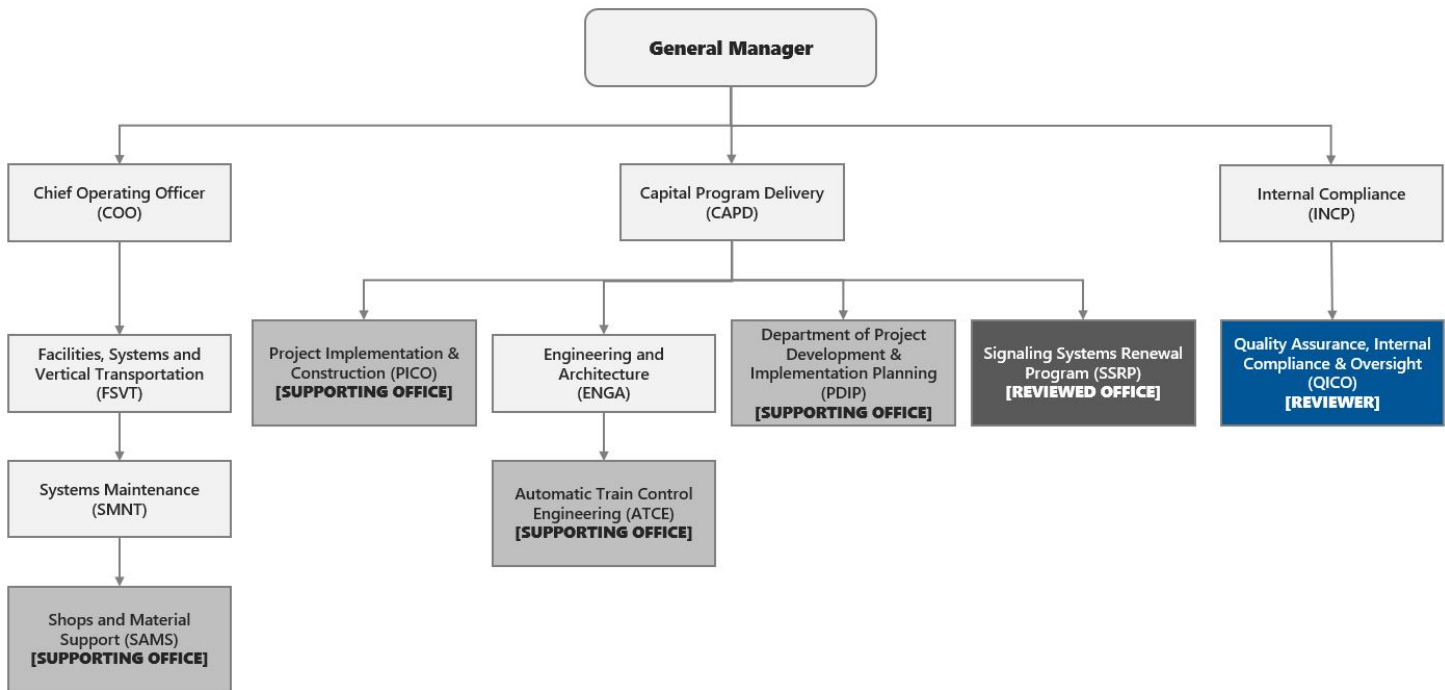 General Manager
Chief Operating Officer
(COO)
Capital Program Delivery
(CAPD)
Internal Compliance
(INCP)
Facilities, Systems and
Vertical Transportation
(FSVT)
Project Implementation &
Construction (PICO)
[SUPPORTING OFFICE]
Engineering and
Architecture
(ENGA)
Department of Project
Development &
Implementation Planning
(PDIP)
[SUPPORTING OFFICE]
Signaling Systems Renewal
Program (SSRP)
[REVIEWED OFFICE]
Quality Assurance, Internal
Compliance & Oversight
(QICO)
[REVIEWER]
Systems Maintenance
(SMNT)
Automatic Train Control
Engineering (ATCE)
[SUPPORTING OFFICE]
Shops and Material
Support (SAMS)
[SUPPORTING OFFICE]